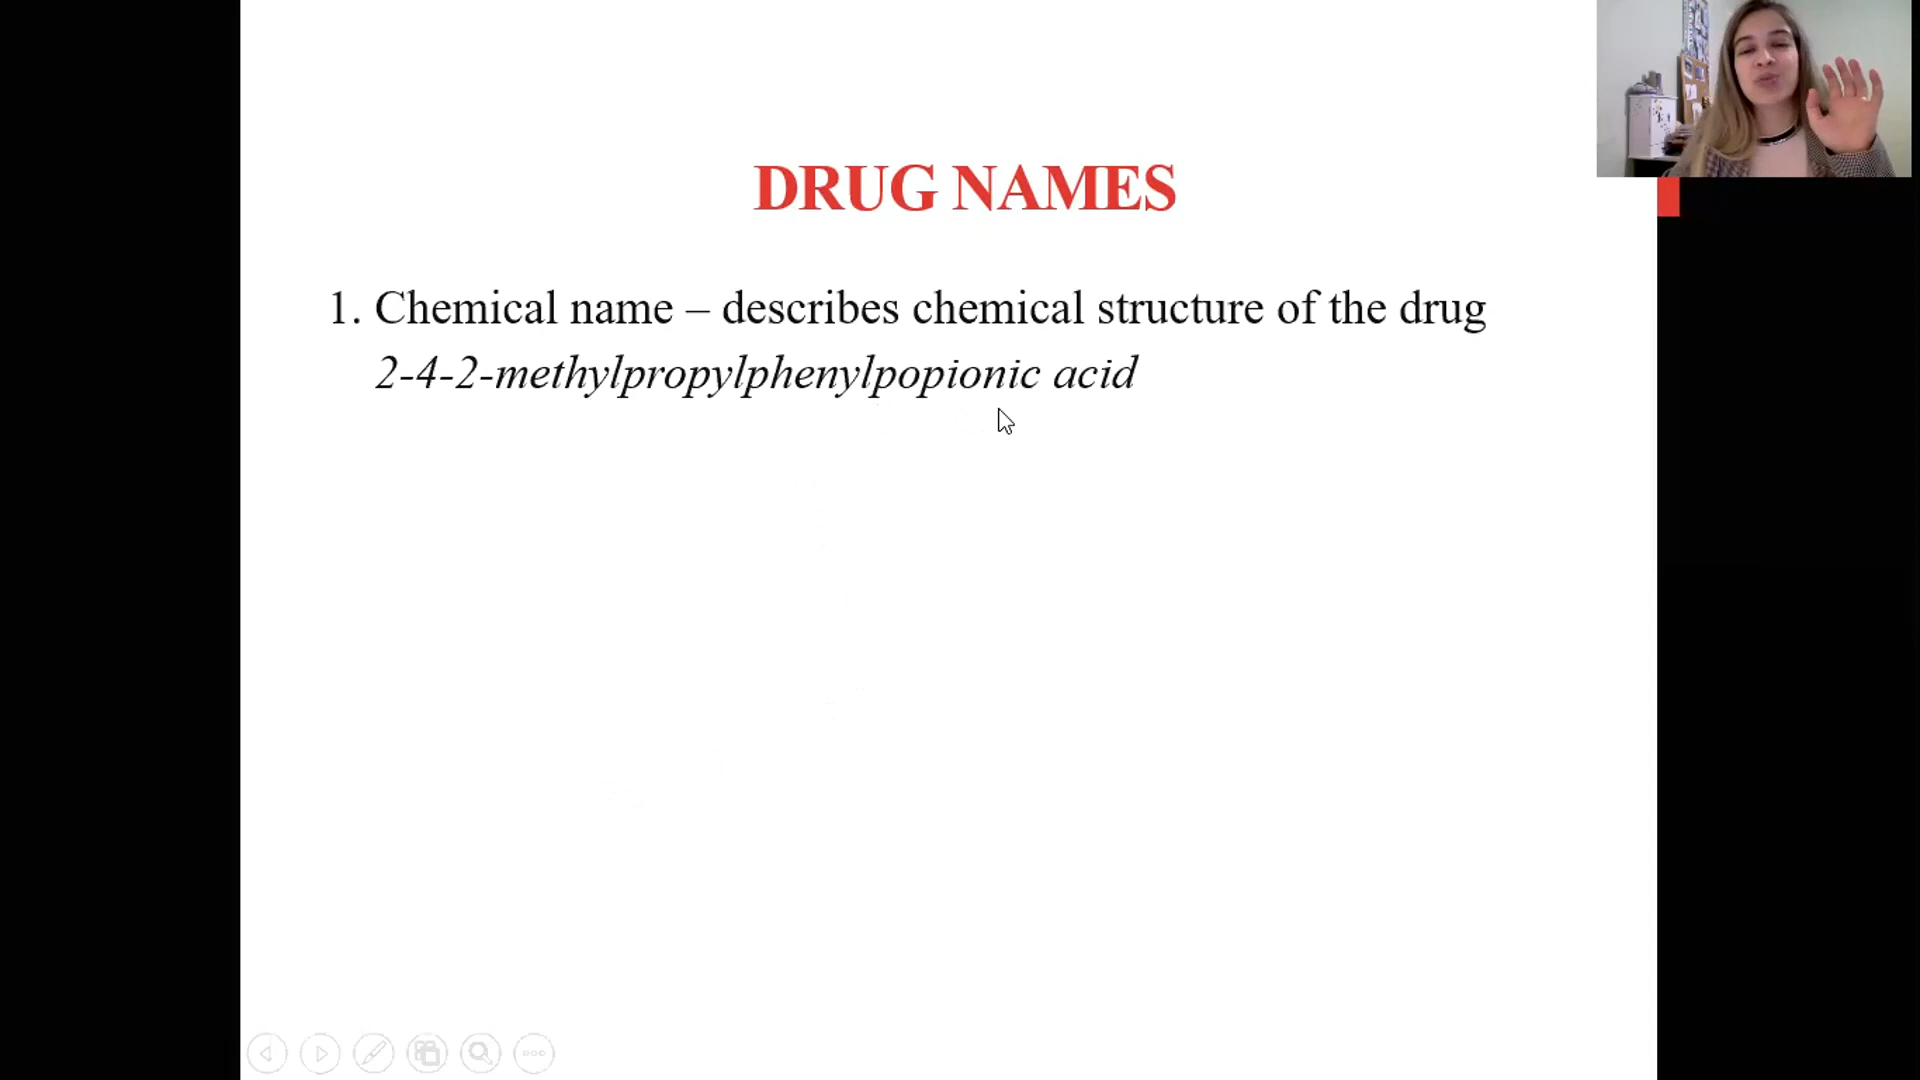 DRUG NAMES
1. Chemical name – describes chemical structure of the drug
2-4-2-methylpropylphenylpopionic acid